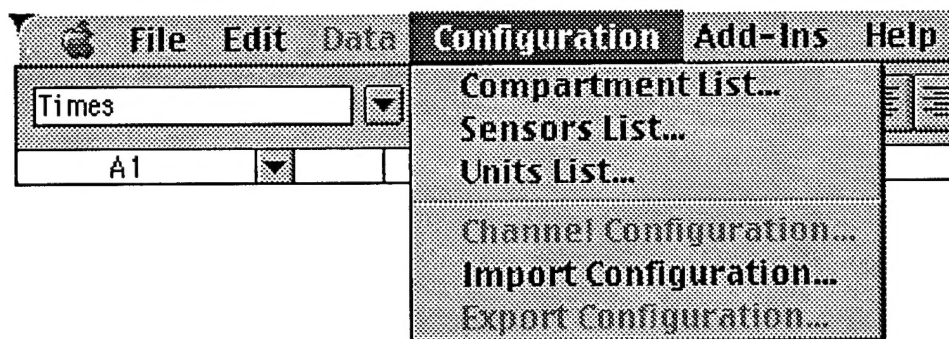 File Edit Data Configuration Add-Ins Help
Times
Compartment List...
Sensors List...
A1
Units List...
Channel Configuration...
Import Configuration...
Export Configuration...